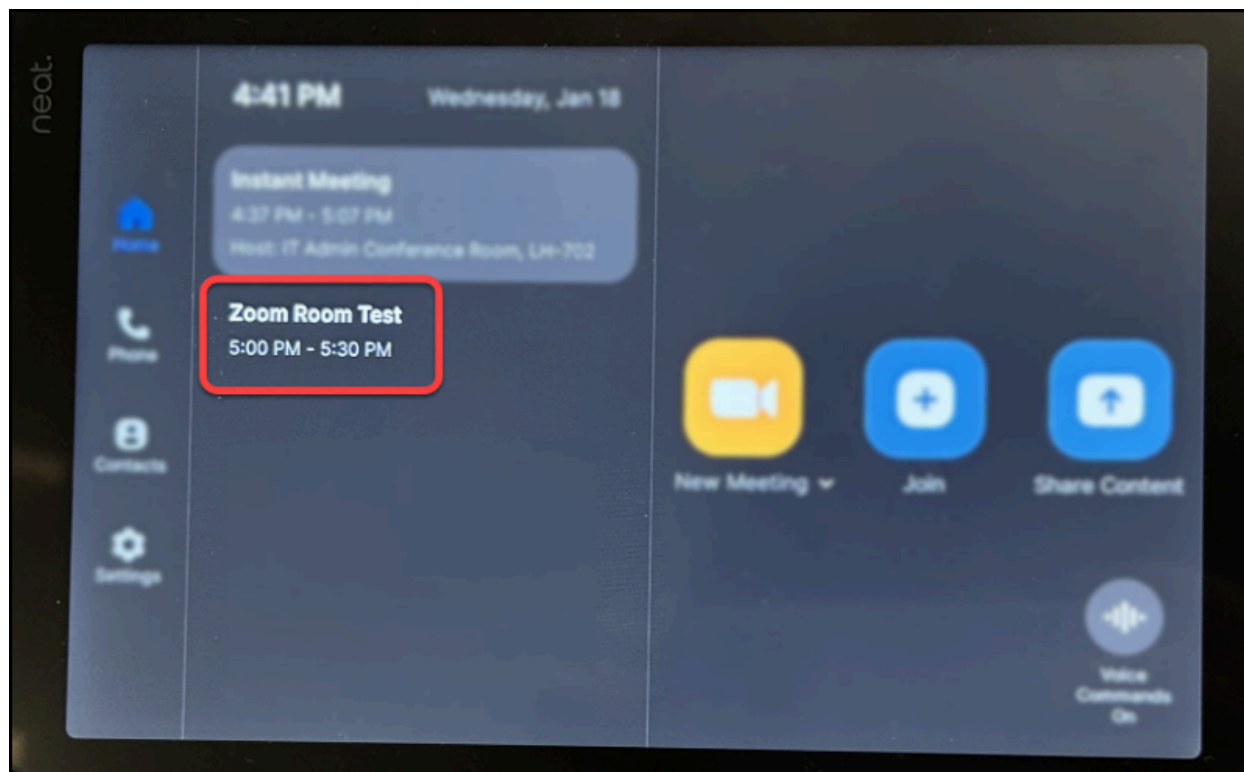 neat.
4:41 PM Wednesday, Jan 18
Instant Meeting
4:37 PM - 5:07 PM
Host: IT Admin Conference Room, LH-702
Home
Zoom Room Test
5:00 PM - 5:30 PM
Phone
Contacts
Settings
New Meeting
Join
Share Content
Voice
Commands
On